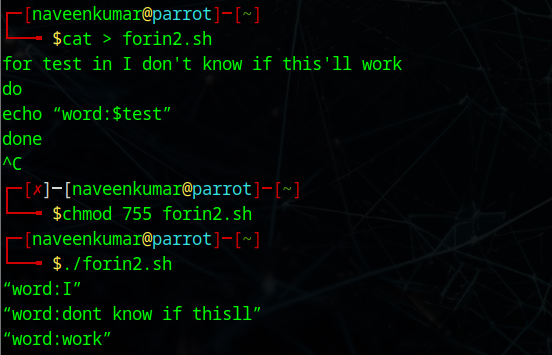 ┌─[naveenkumar@parrot]─[~]
└──╼ $cat > forin2.sh
for test in I don't know if this'll work
do
echo “word:$test”
done
^C
┌─[✗]─[naveenkumar@parrot]─[~]
└──╼ $chmod 755 forin2.sh
┌─[naveenkumar@parrot]─[~]
└──╼ $./forin2.sh
“word:I”
“word:dont know if thisll”
“word:work”